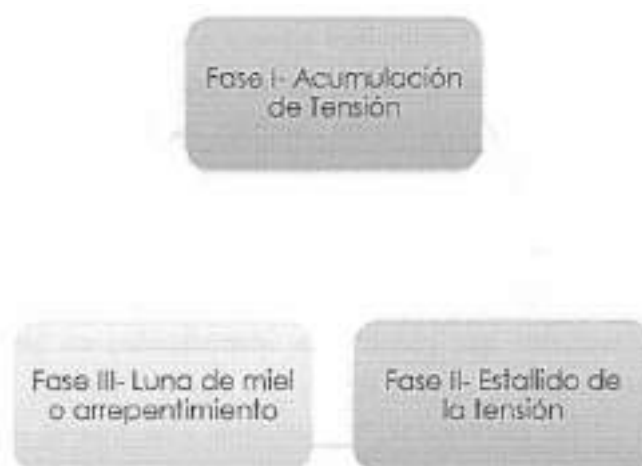 Fase I- Acumulación
de Tensión
Fase III- Luna de miel
o arrepentimiento
Fase II- Estallido de
la tensión